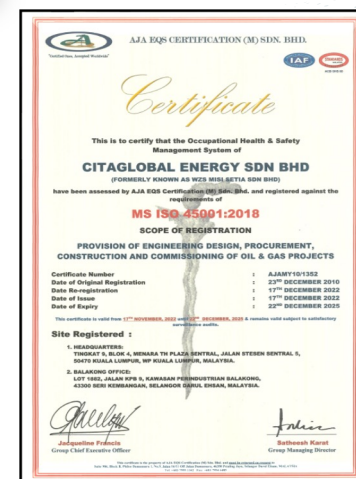 AJA EQS CERTIFICATION (M) SDN. BHD.
"Certified Once, Accepted Worldwide"
IAF
Certificate
This is to certify that the Occupational Health & Safety
Management System of
CITAGLOBAL ENERGY SDN BHD
(FORMERLY KNOWN AS WZS MISI SETIA SDN BHD)
have been assessed by AJA EQS Certification (M) Sdn. Bhd. and registered against the
requirements of
MS ISO 45001:2018
SCOPE OF REGISTRATION
PROVISION OF ENGINEERING DESIGN, PROCUREMENT,
CONSTRUCTION AND COMMISSIONING OF OIL & GAS PROJECTS
Certificate Number : AJAMY10/1352
Date of Original Registration : 23RD DECEMBER 2010
Date Re-registration : 17TH DECEMBER 2022
Date of Issue : 17TH DECEMBER 2022
Date of Expiry : 22ND DECEMBER 2025
This certificate is valid from 17TH NOVEMBER, 2022 until DECEMBER, 2025 & remains valid subject to satisfactory
surveillance audits.
Site Registered :
1. HEADQUARTERS:
TINGKAT 9, BLOK 4, MENARA TH PLAZA SENTRAL, JALAN STESEN SENTRAL 5,
50470 KUALA LUMPUR, WP KUALA LUMPUR, MALAYSIA.
2. BALAKONG OFFICE:
LOT 1882, JALAN KPB 9, KAWASAN PERINDUSTRIAN BALAKONG,
43300 SERI KEMBANGAN, SELANGOR DARUL EHSAN, MALAYSIA.
Jacqueline Francis
Group Chief Executive Officer
Satheesh Karat
Group Managing Director